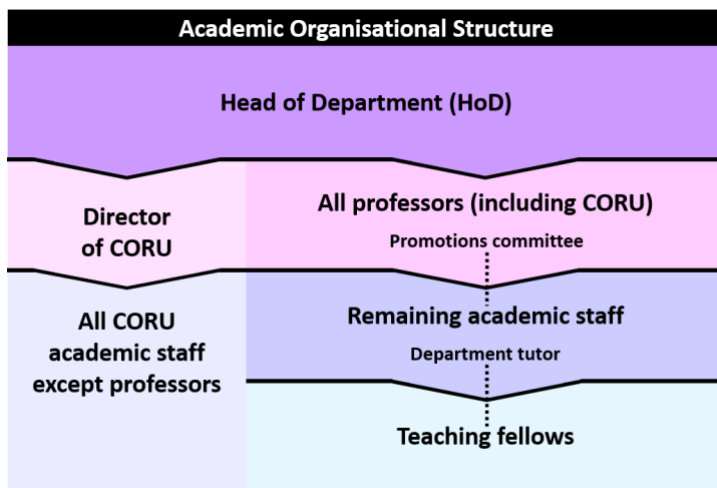 Academic Organisational Structure
Head of Department (HoD)
Director
of CORU
All professors (including CORU)
Promotions committee
All CORU
academic staff
except professors
Remaining academic staff
Department tutor
Teaching fellows